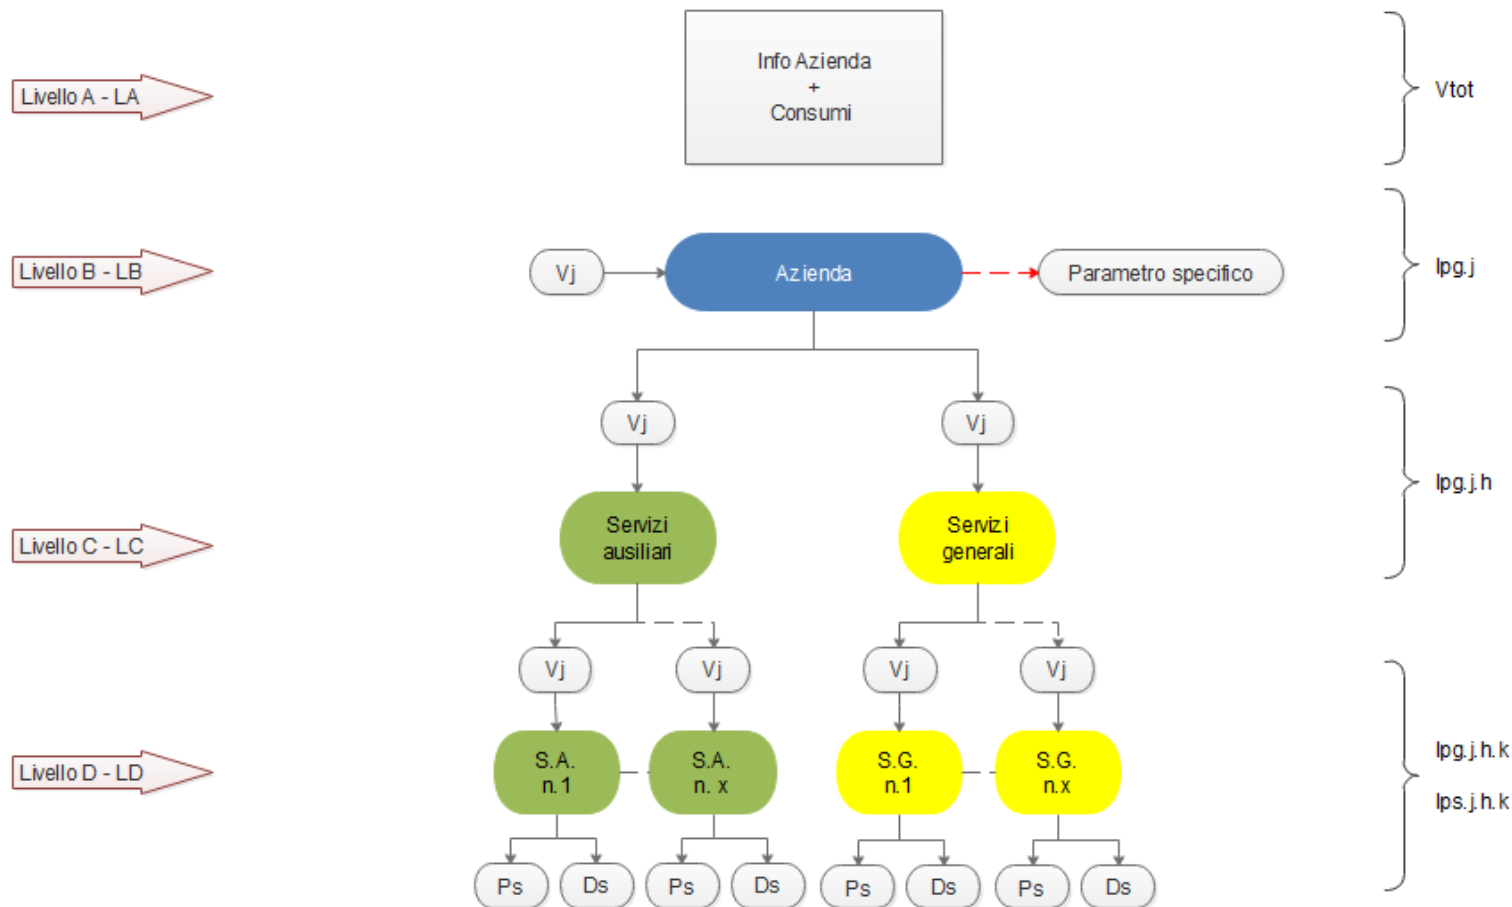 Livello A - LA
Info Azienda
+
Consumi
Vtot
Livello B - LB
Vj
Azienda
Parametro specifico
Ipg.j
Vj
Vj
Livello C - LC
Servizi
ausiliari
Servizi
generali
Ipg.j.h
Vj
Vj
Vj
Vj
Livello D - LD
S.A.
n.1
S.A.
n. x
S.G.
n.1
S.G.
n.x
Ipg.j.h.k
Ips.j.h.k
Ps
Ds
Ps
Ds
Ps
Ds
Ps
Ds